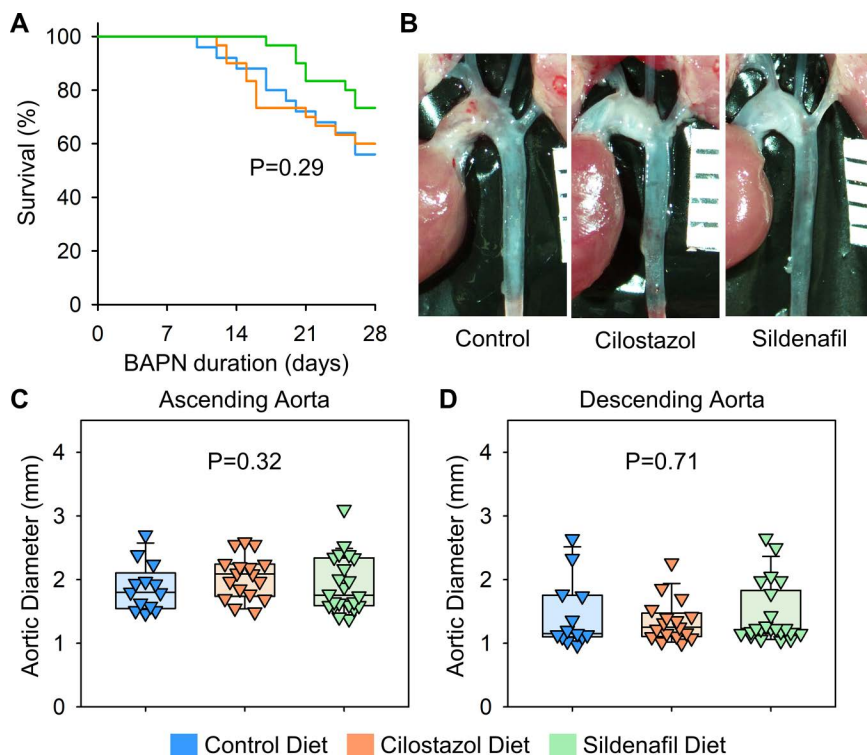 A
Survival (%)
100
80
60
40
20
0
P=0.29
0 7 14 21 28
BAPN duration (days)
B
Control Cilostazol Sildenafil
C
Ascending Aorta
Aortic Diameter (mm)
4
3
2
1
0
P=0.32
D
Descending Aorta
Aortic Diameter (mm)
4
3
2
1
0
P=0.71
Control Diet Cilostazol Diet Sildenafil Diet